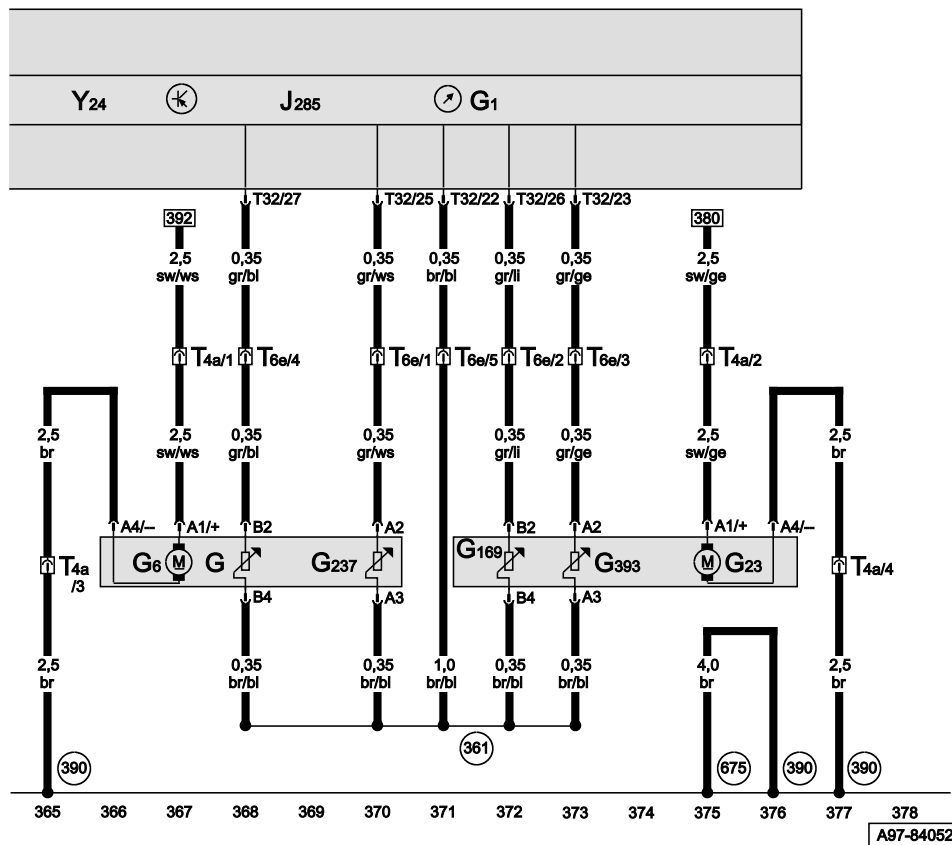 Y24 J285 G1
T32/27 T32/25 T32/22 T32/26 T32/23
392 380
2,5 0,35 0,35 0,35 0,35 0,35 2,5
sw/ws gr/bl gr/ws br/bl gr/li gr/ge sw/ge
T4a/1 T6e/4 T6e/1 T6e/5 T6e/2 T6e/3 T4a/2
2,5 2,5 0,35 0,35 0,35 0,35 2,5 2,5
br sw/ws gr/bl gr/ws gr/li gr/ge sw/ge br
A4/-- A1/+ B2 A2 B2 A2 A1/+ A4/--
G6 M G G237 G169 G393 M G23
T4a T4a/4
/3
B4 A3 B4 A3
2,5 0,35 0,35 1,0 0,35 0,35 4,0 2,5
br br/bl br/bl br/bl br/bl br/bl br br
361
390 675 390 390
365 366 367 368 369 370 371 372 373 374 375 376 377 378
A97-84052